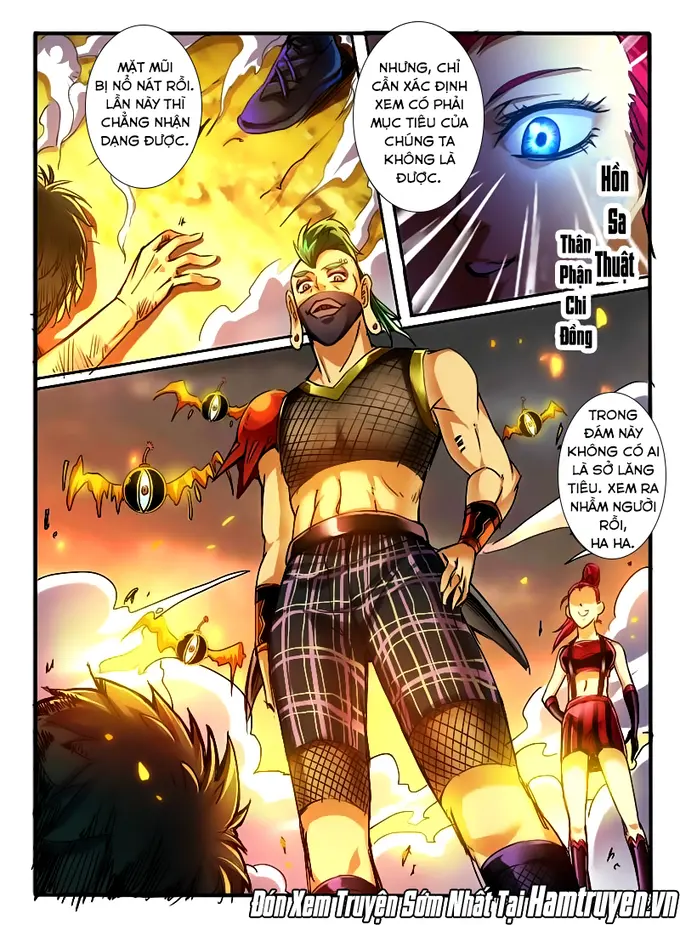 MẶT MŨI
BỊ NỔ NÁT RỒI.
LẦN NÀY THÌ
CHẲNG NHẬN
DẠNG ĐƯỢC.
NHƯNG, CHỈ
CẦN XÁC ĐỊNH
XEM CÓ PHẢI
MỤC TIÊU CỦA
CHÚNG TA
KHÔNG LÀ
ĐƯỢC.
Hồn
Sa
Thuật
Thân
Phận
Chi
Đồng
TRONG
ĐÁM NÀY
KHÔNG CÓ AI
LÀ SỞ LĂNG
TIÊU. XEM RA
NHẦM NGƯỜI
RỒI,
HA HA.
Đón Xem Truyện Sớm Nhất Tại Hamtruyen.vn